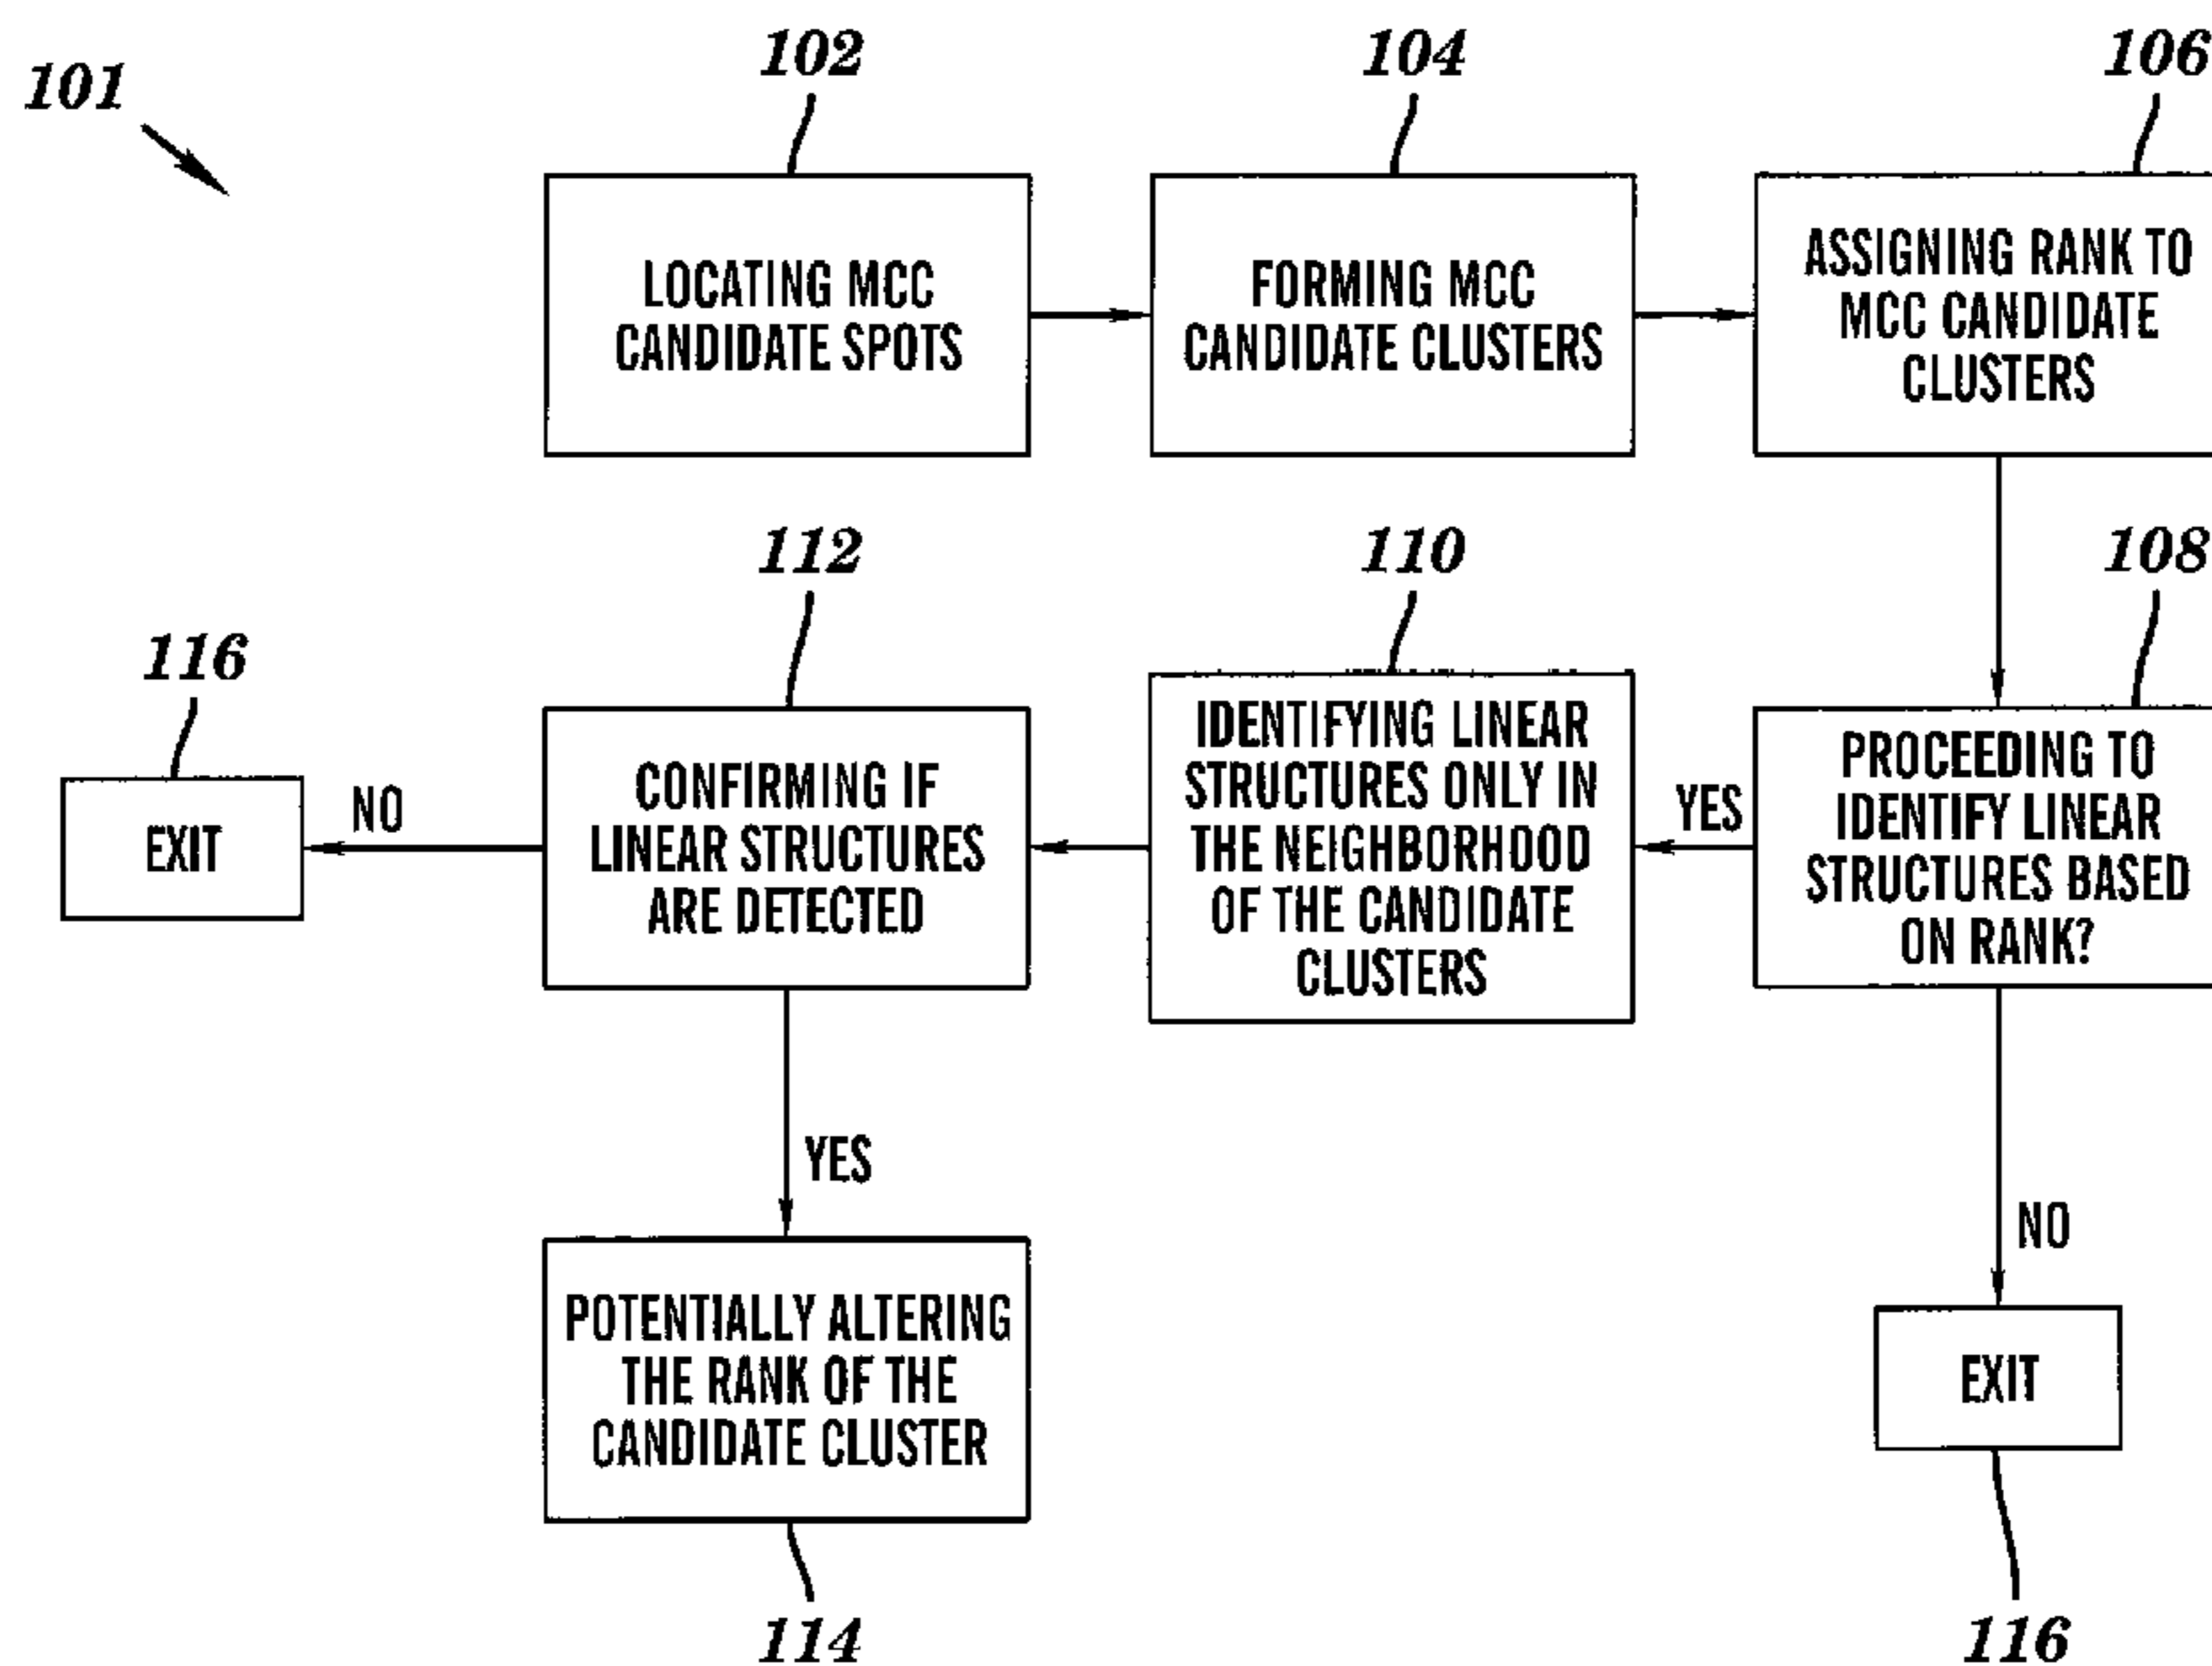 101
102
104
106
LOCATING MCC
CANDIDATE SPOTS
FORMING MCC
CANDIDATE CLUSTERS
ASSIGNING RANK TO
MCC CANDIDATE
CLUSTERS
112
110
108
116
EXIT
NO
CONFIRMING IF
LINEAR STRUCTURES
ARE DETECTED
IDENTIFYING LINEAR
STRUCTURES ONLY IN
THE NEIGHBORHOOD
OF THE CANDIDATE
CLUSTERS
YES
PROCEEDING TO
IDENTIFY LINEAR
STRUCTURES BASED
ON RANK?
YES
NO
POTENTIALLY ALTERING
THE RANK OF THE
CANDIDATE CLUSTER
EXIT
114
116